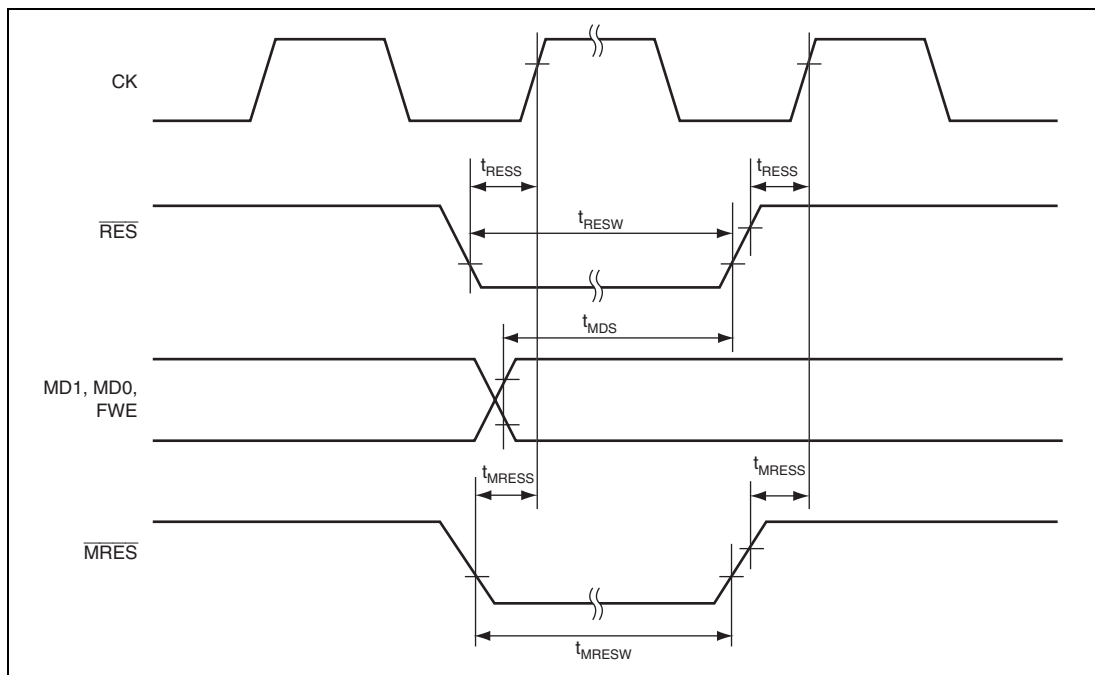 CK
tRESS
tRESS
RES
tRESW
tMDS
MD1, MD0,
FWE
tMRESS
tMRESS
MRES
tMRESW